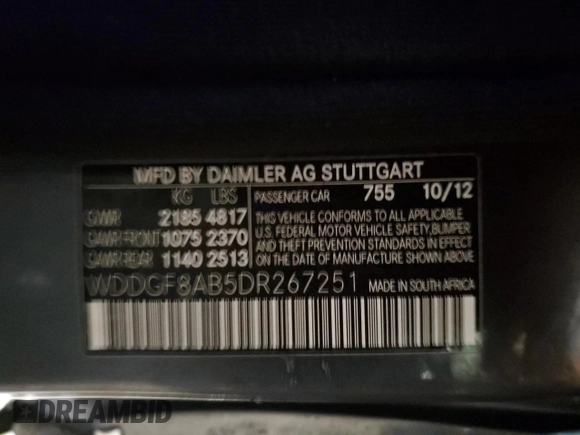 MFD BY DAIMLER AG STUTTGART
KG LBS PASSENGER CAR 755 10/12
GVWR 2185 4817 THIS VEHICLE CONFORMS TO ALL APPLICABLE
GAWR FRONT 1075 2370 U.S. FEDERAL MOTOR VEHICLE SAFETY, BUMPER
GAWR REAR 1140 2513 AND THEFT PREVENTION STANDARDS IN EFFECT
ON THE DATE OF MANUFACTURE SHOWN ABOVE
WDDGF8AB5DR267251 MADE IN SOUTH AFRICA
DREAMBID